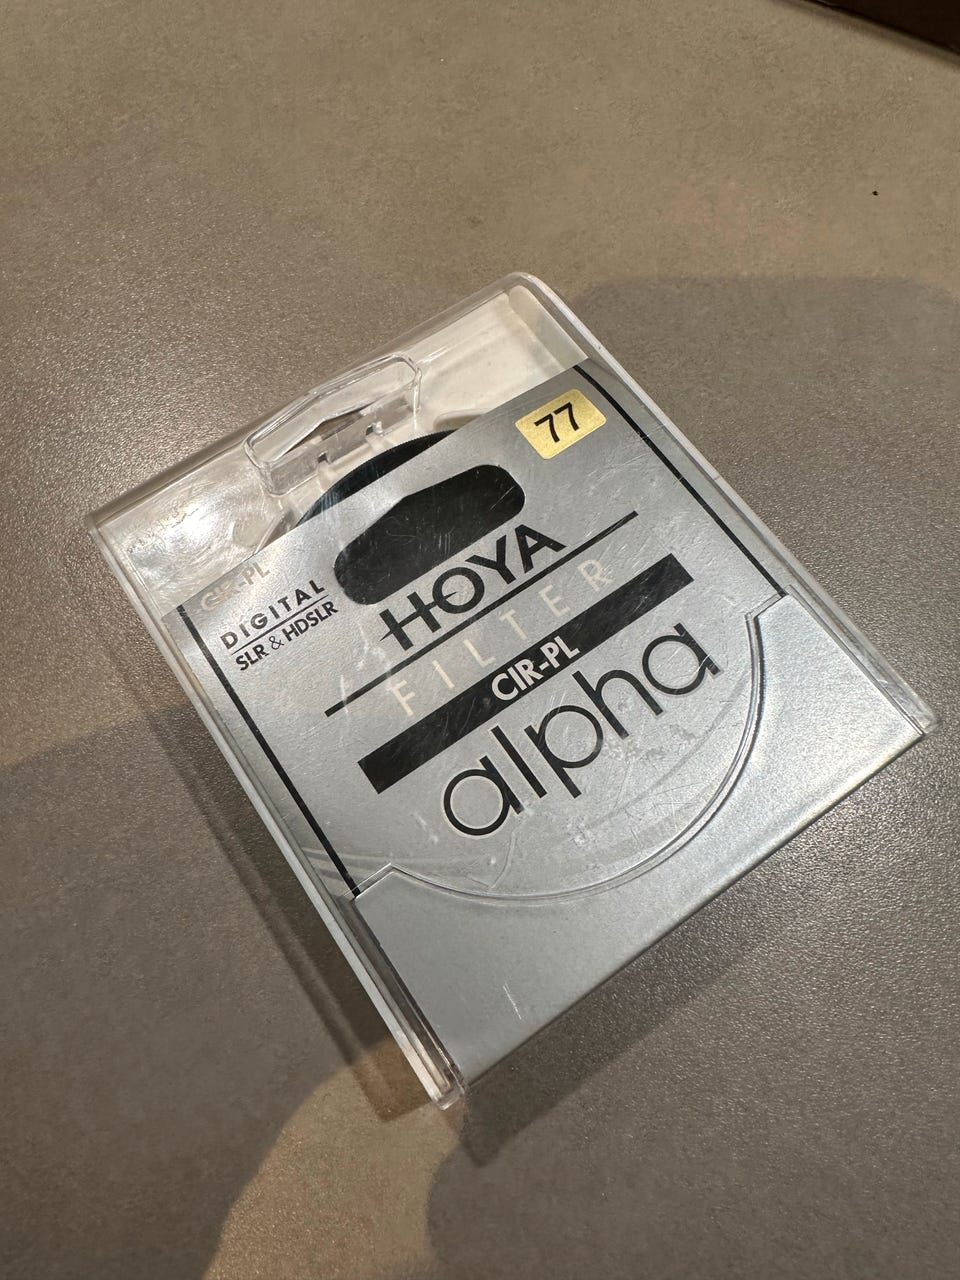 77
CIR-PL
DIGITAL
SLR & HDSLR
HOYA
FILTER
CIR-PL
alpha